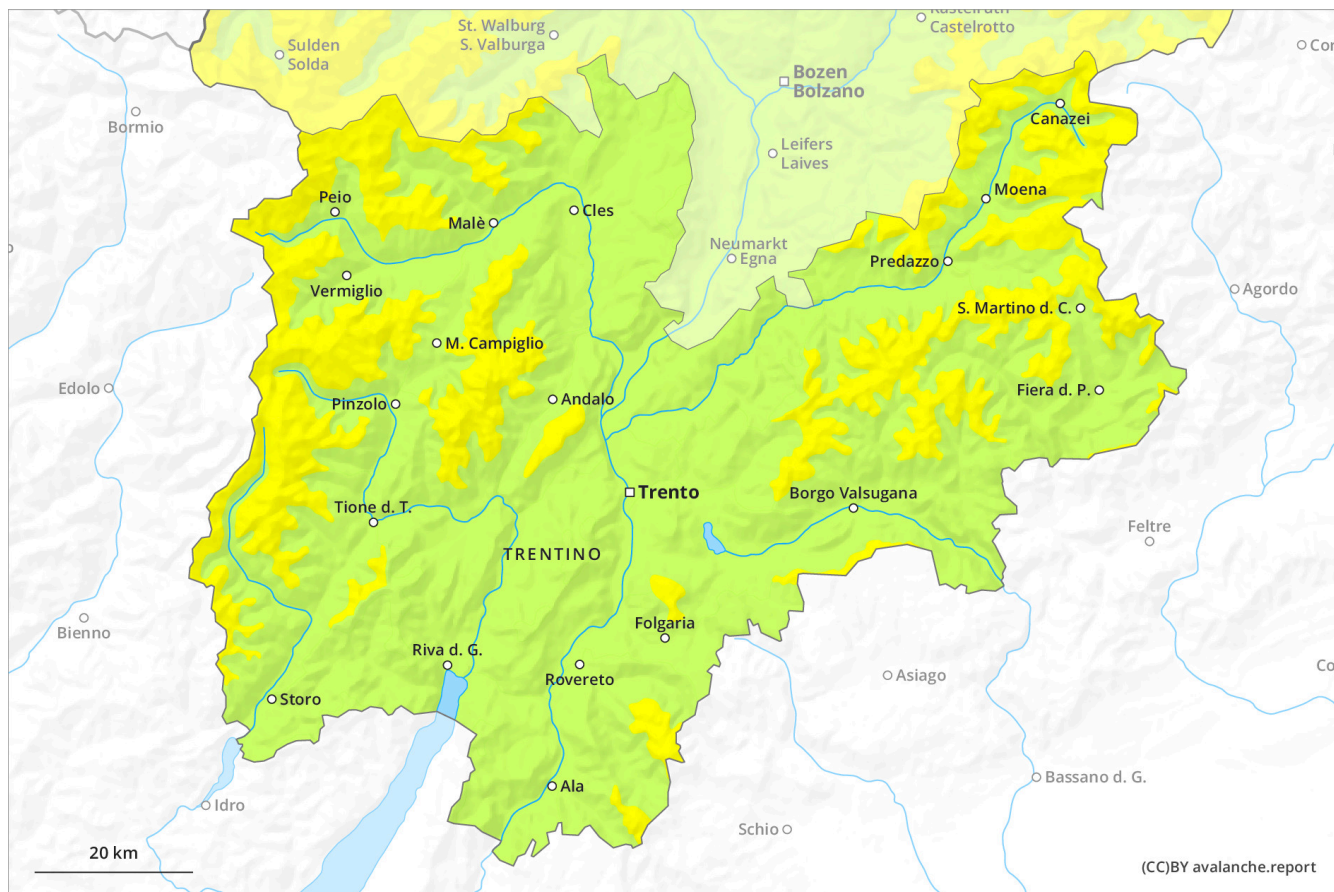 Kastelruth
Castelrotto
St. Walburg
S. Valburga
Sulden
Solda
Cor
Bozen
Bolzano
Bormio
Canazei
Leifers
Laives
Moena
Peio
Malè
Cles
Neumarkt
Egna
Predazzo
Vermiglio
Agordo
S. Martino d. C.
M. Campiglio
Edolo
Pinzolo
Andalo
Fiera d. P.
Trento
Borgo Valsugana
Tione d. T.
Feltre
TRENTINO
Bienno
Folgaria
Riva d. G.
Rovereto
Asiago
Co
Storo
Bassano d. G.
Ala
Idro
Schio
20 km
(CC)BY avalanche.report